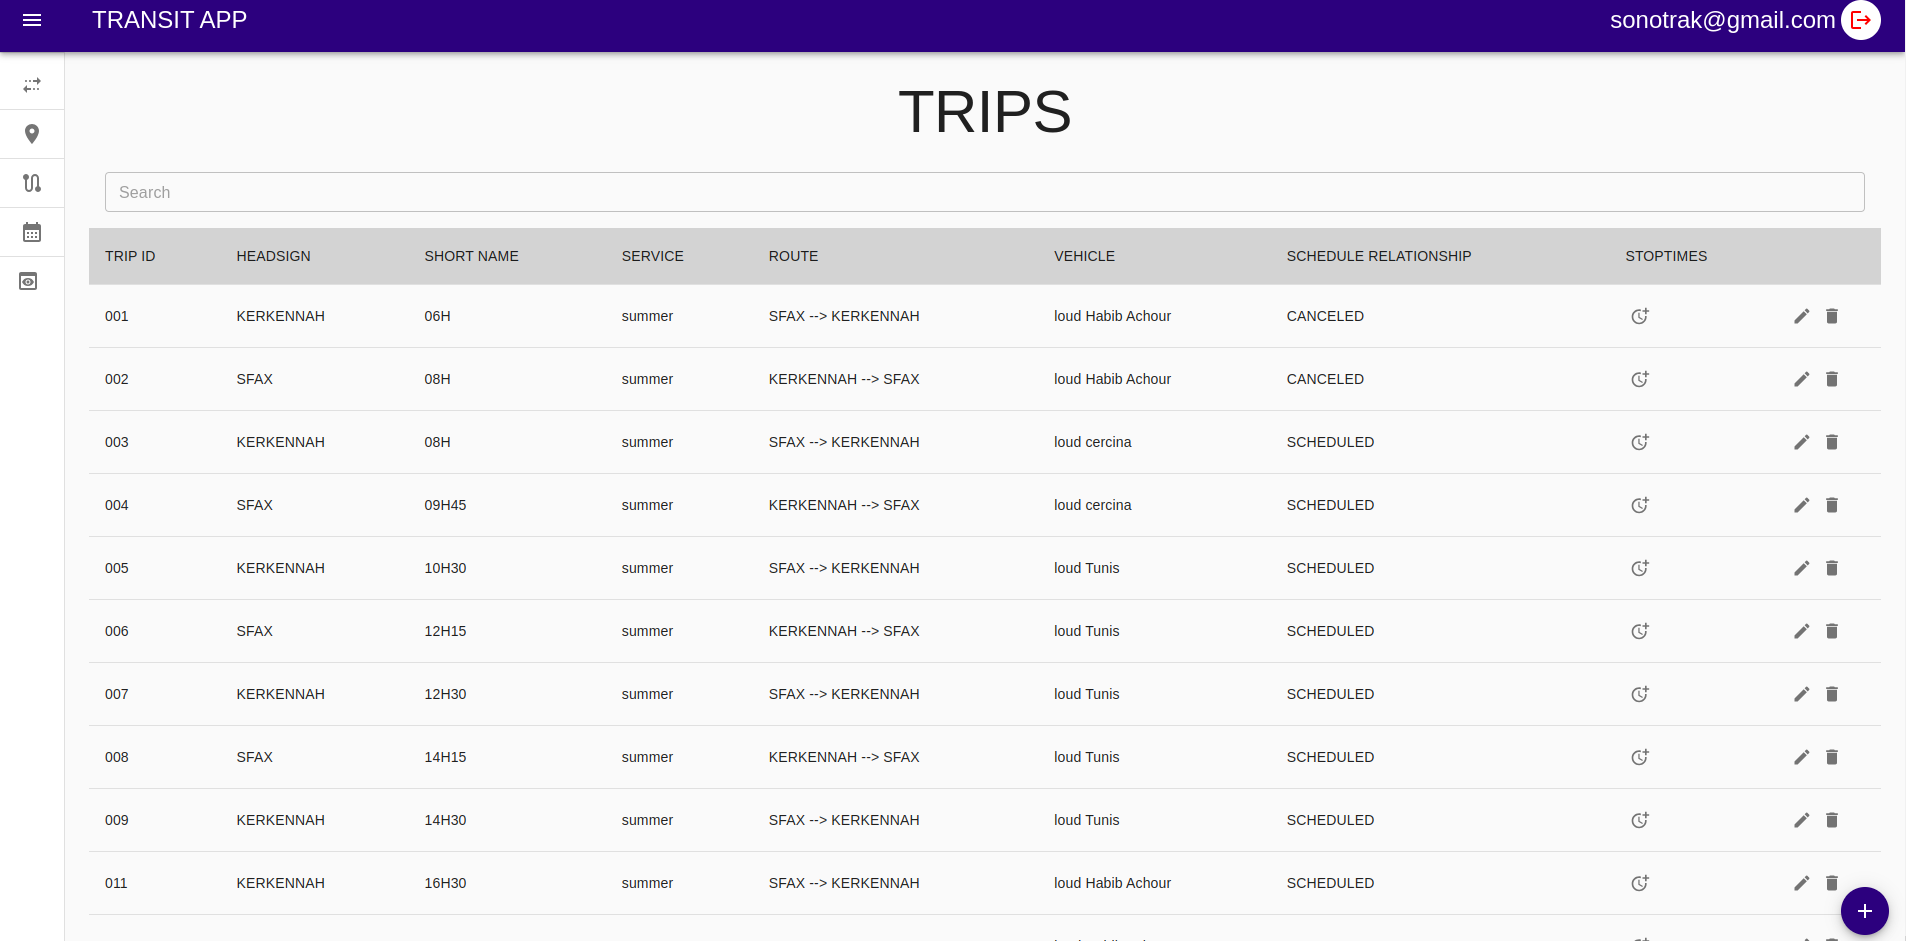 TRANSIT APP sonotrak@gmail.com
TRIPS
Search
TRIP ID HEADSIGN SHORT NAME SERVICE ROUTE VEHICLE SCHEDULE RELATIONSHIP STOPTIMES
001 KERKENNAH 06H summer SFAX --> KERKENNAH loud Habib Achour CANCELED
002 SFAX 08H summer KERKENNAH --> SFAX loud Habib Achour CANCELED
003 KERKENNAH 08H summer SFAX --> KERKENNAH loud cercina SCHEDULED
004 SFAX 09H45 summer KERKENNAH --> SFAX loud cercina SCHEDULED
005 KERKENNAH 10H30 summer SFAX --> KERKENNAH loud Tunis SCHEDULED
006 SFAX 12H15 summer KERKENNAH --> SFAX loud Tunis SCHEDULED
007 KERKENNAH 12H30 summer SFAX --> KERKENNAH loud Tunis SCHEDULED
008 SFAX 14H15 summer KERKENNAH --> SFAX loud Tunis SCHEDULED
009 KERKENNAH 14H30 summer SFAX --> KERKENNAH loud Tunis SCHEDULED
011 KERKENNAH 16H30 summer SFAX --> KERKENNAH loud Habib Achour SCHEDULED